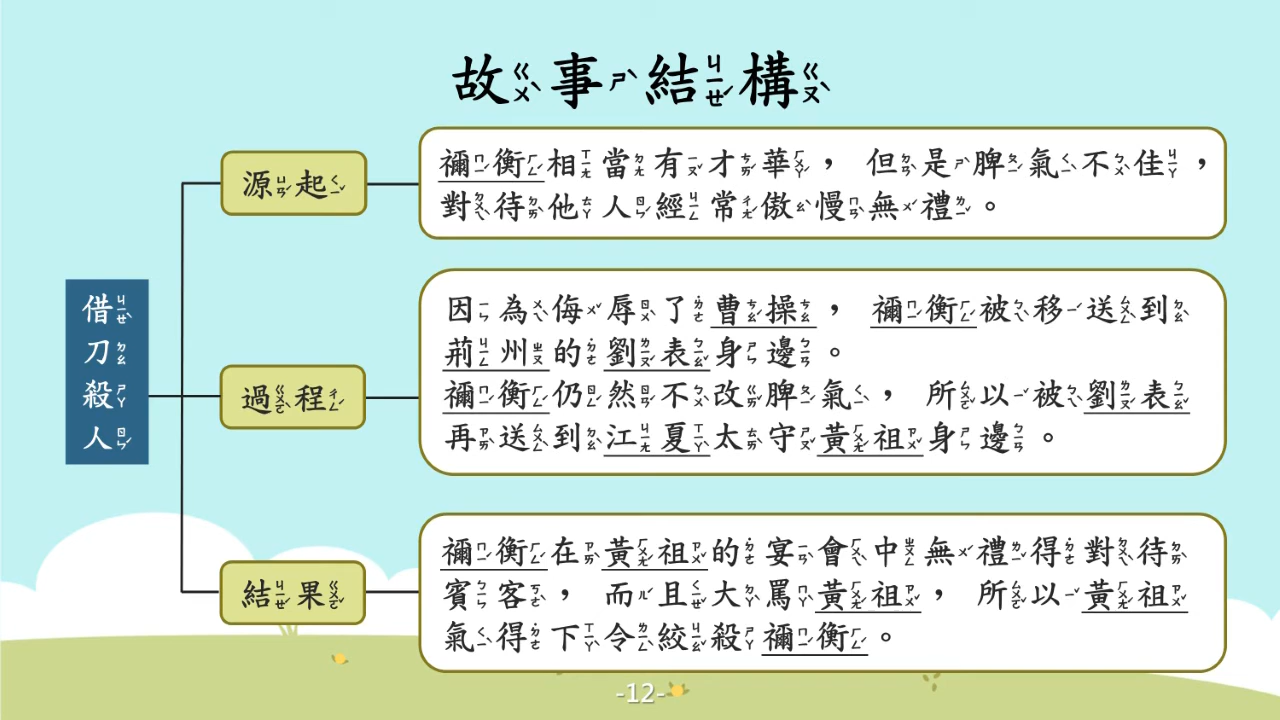 故事結構
源起
禰衡相當有才華，但是脾氣不佳，
對待他人經常傲慢無禮。
借刀殺人
過程
因為侮辱了曹操，禰衡被移送到
荊州的劉表身邊。
禰衡仍然不改脾氣，所以被劉表
再送到江夏太守黃祖身邊。
結果
禰衡在黃祖的宴會中無禮得對待
賓客，而且大罵黃祖，所以黃祖
氣得下令絞殺禰衡。
-12-